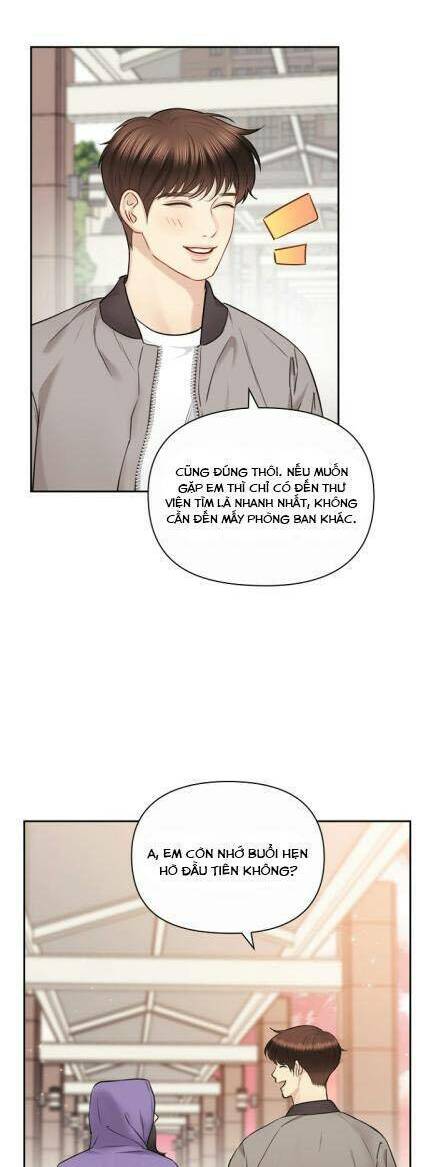 CŨNG ĐÚNG THÔI. NẾU MUỐN
GẶP EM THÌ CHỈ CÓ ĐẾN THƯ
VIỆN TÌM LÀ NHANH NHẤT, KHÔNG
CẦN ĐẾN MẤY PHÒNG BAN KHÁC.
A, EM CÒN NHỚ BUỔI HẸN
HÒ ĐẦU TIÊN KHÔNG?